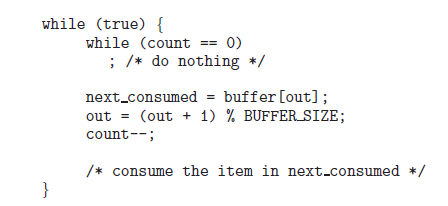 while (true) {
while (count == 0)
; /* do nothing */
next_consumed = buffer[out];
out = (out + 1) % BUFFER_SIZE;
count--;
/* consume the item in next_consumed */
}